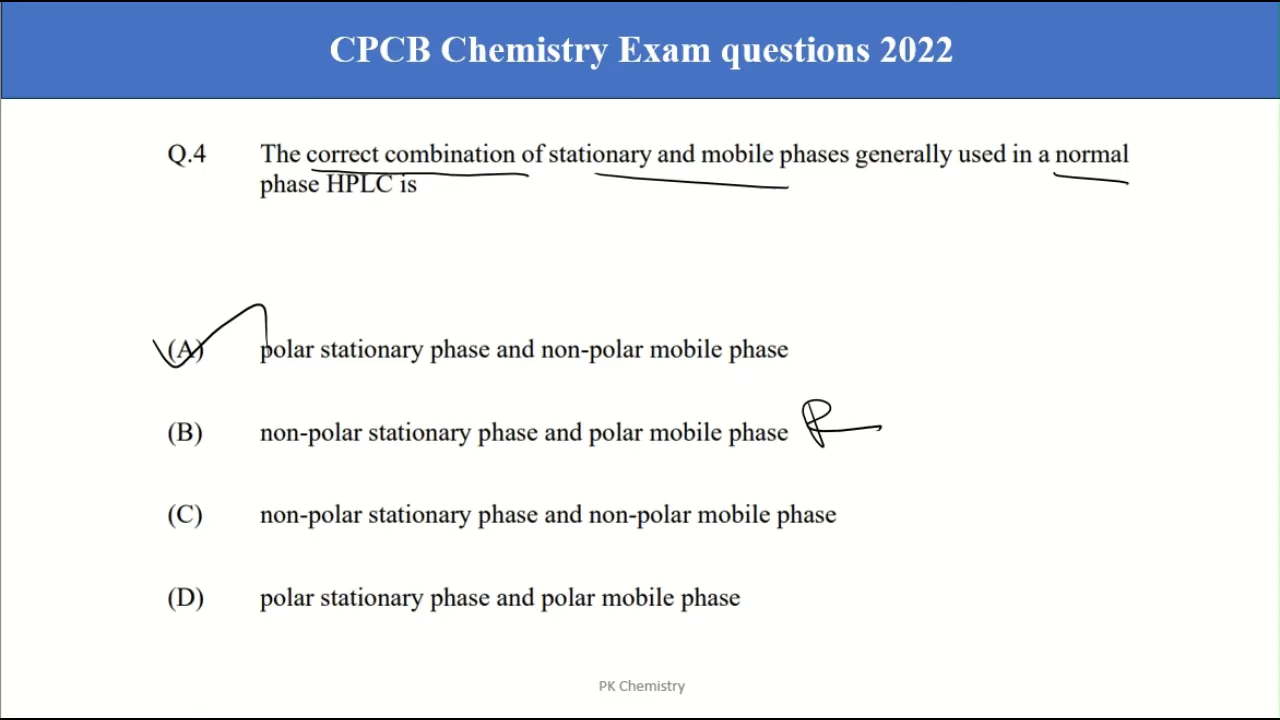 CPCB Chemistry Exam questions 2022
Q.4 The correct combination of stationary and mobile phases generally used in a normal
phase HPLC is
(A) polar stationary phase and non-polar mobile phase
(B) non-polar stationary phase and polar mobile phase
(C) non-polar stationary phase and non-polar mobile phase
(D) polar stationary phase and polar mobile phase
PK Chemistry